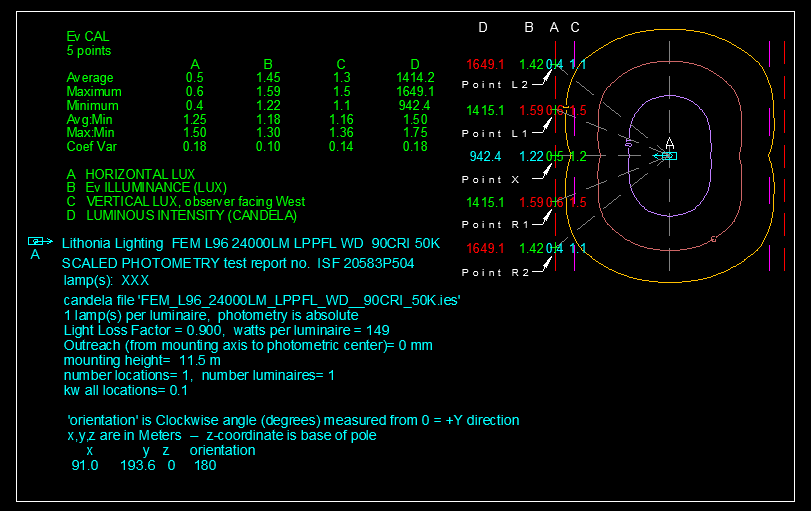 Ev CAL
5 points
A B C D
Average 0.5 1.45 1.3 1414.2
Maximum 0.6 1.59 1.5 1649.1
Minimum 0.4 1.22 1.1 942.4
Avg:Min 1.25 1.18 1.16 1.50
Max:Min 1.50 1.30 1.36 1.75
Coef Var 0.18 0.10 0.14 0.18
A HORIZONTAL LUX
B Ev ILLUMINANCE (LUX)
C VERTICAL LUX, observer facing West
D LUMINOUS INTENSITY (CANDELA)
A
Lithonia Lighting FEM L96 24000LM LPPFL WD 90CRI 50K
SCALED PHOTOMETRY test report no. ISF 20583P504
lamp(s): XXX
candela file 'FEM_L96_24000LM_LPPFL_WD__90CRI_50K.ies'
1 lamp(s) per luminaire, photometry is absolute
Light Loss Factor = 0.900, watts per luminaire = 149
Outreach (from mounting axis to photometric center)= 0 mm
mounting height= 11.5 m
number locations= 1, number luminaires= 1
kw all locations= 0.1
'orientation' is Clockwise angle (degrees) measured from 0 = +Y direction
x,y,z are in Meters -- z-coordinate is base of pole
x y z orientation
91.0 193.6 0 180
D B A C
1649.1 1.42 0.4 1.1
Point L2
1415.1 1.59 0.6 1.5
Point L1
942.4 1.22 0.5 1.2
Point X
1415.1 1.59 0.6 1.5
Point R1
1649.1 1.42 0.4 1.1
Point R2
A